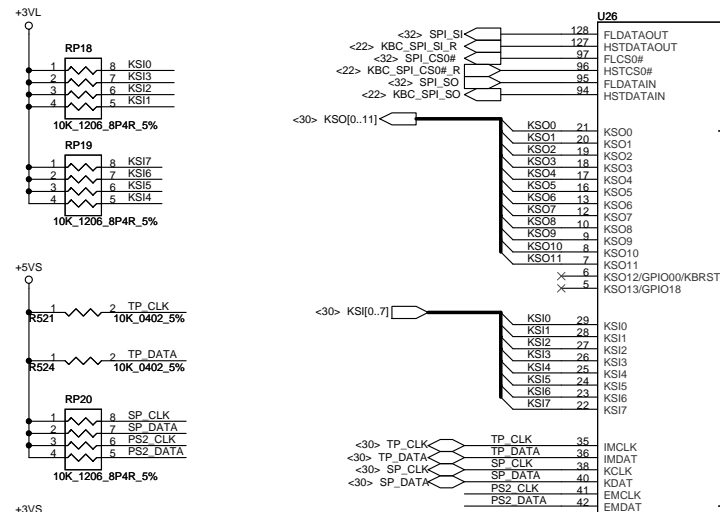 +3VL
RP18
1 8 KSI0
2 7 KSI3
3 6 KSI2
4 5 KSI1
10K_1206_8P4R_5%
RP19
1 8 KSI7
2 7 KSI6
3 6 KSI5
4 5 KSI4
10K_1206_8P4R_5%
+5VS
1 2 TP_CLK
R521 10K_0402_5%
1 2 TP_DATA
R524 10K_0402_5%
RP20
1 8 SP_CLK
2 7 SP_DATA
3 6 PS2_CLK
4 5 PS2_DATA
10K_1206_8P4R_5%
+3VS
U26
<32> SPI_SI 128 FLDATAOUT
<22> KBC_SPI_SI_R 127 HSTDATAOUT
<32> SPI_CS0# 97 FLCS0#
<22> KBC_SPI_CS0#_R 96 HSTCS0#
<32> SPI_SO 95 FLDATAIN
<22> KBC_SPI_SO 94 HSTDATAIN
<30> KSO[0..11]
KSO0 21 KSO0
KSO1 20 KSO1
KSO2 19 KSO2
KSO3 18 KSO3
KSO4 17 KSO4
KSO5 16 KSO5
KSO6 13 KSO6
KSO7 12 KSO7
KSO8 10 KSO8
KSO9 9 KSO9
KSO10 8 KSO10
KSO11 7 KSO11
6 KSO12/GPIO00/KBRST
5 KSO13/GPIO18
<30> KSI[0..7]
KSI0 29 KSI0
KSI1 28 KSI1
KSI2 27 KSI2
KSI3 26 KSI3
KSI4 25 KSI4
KSI5 24 KSI5
KSI6 23 KSI6
KSI7 22 KSI7
<30> TP_CLK TP_CLK 35 IMCLK
<30> TP_DATA TP_DATA 36 IMDAT
<30> SP_CLK SP_CLK 38 KCLK
<30> SP_DATA SP_DATA 40 KDAT
PS2_CLK 41 EMCLK
PS2_DATA 42 EMDAT